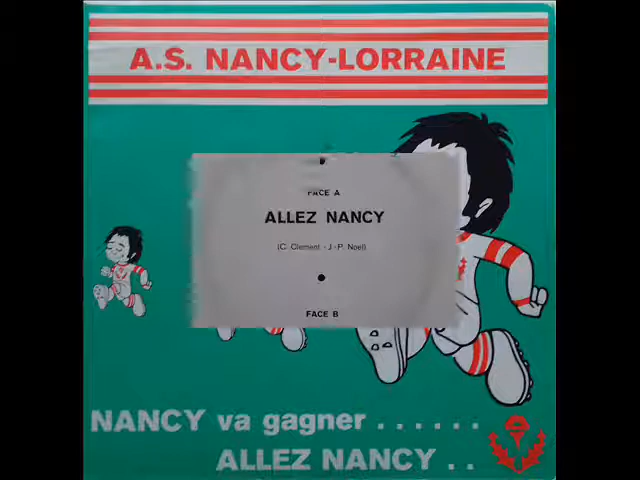 A.S. NANCY-LORRAINE
FACE A
ALLEZ NANCY
(C. Clement - J-P. Noel)
FACE B
NANCY va gagner ......
ALLEZ NANCY ..